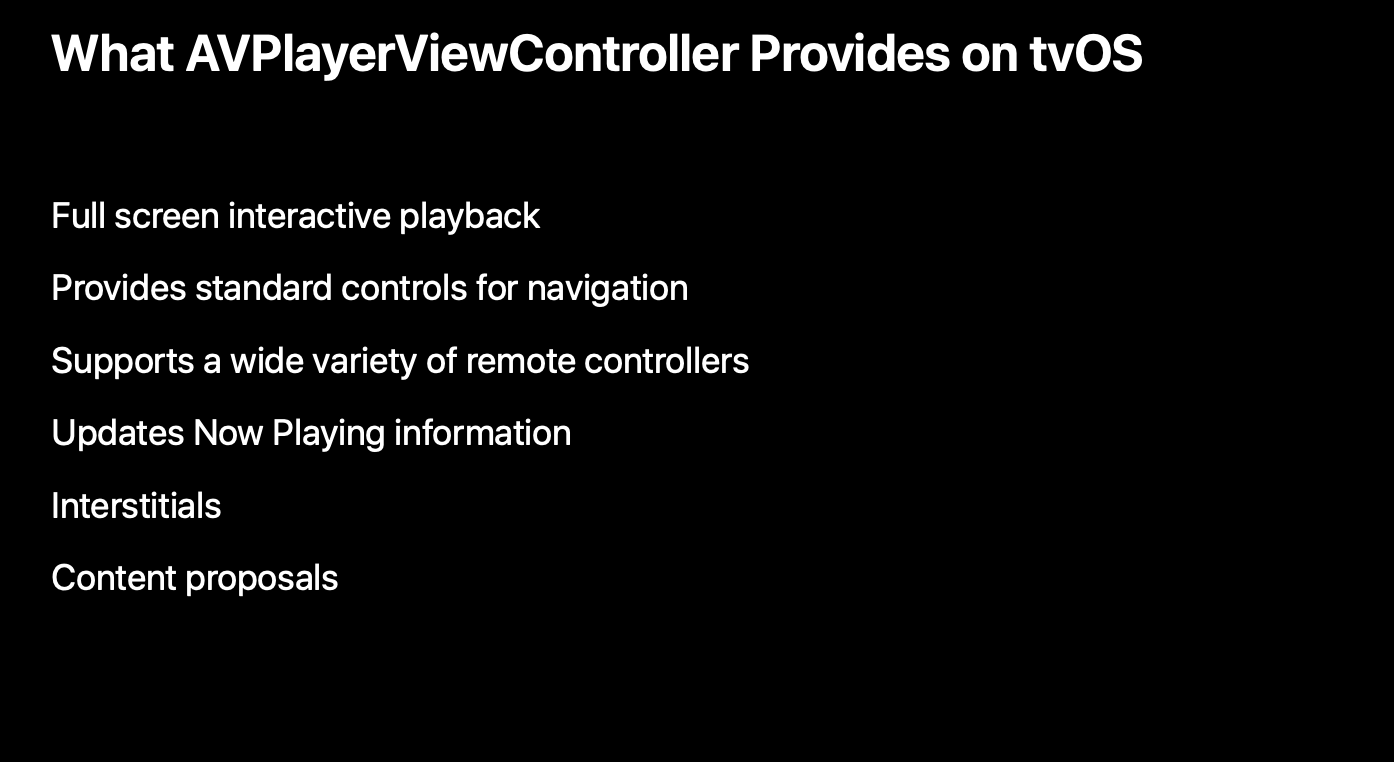 What AVPlayerViewController Provides on tvOS
Full screen interactive playback
Provides standard controls for navigation
Supports a wide variety of remote controllers
Updates Now Playing information
Interstitials
Content proposals